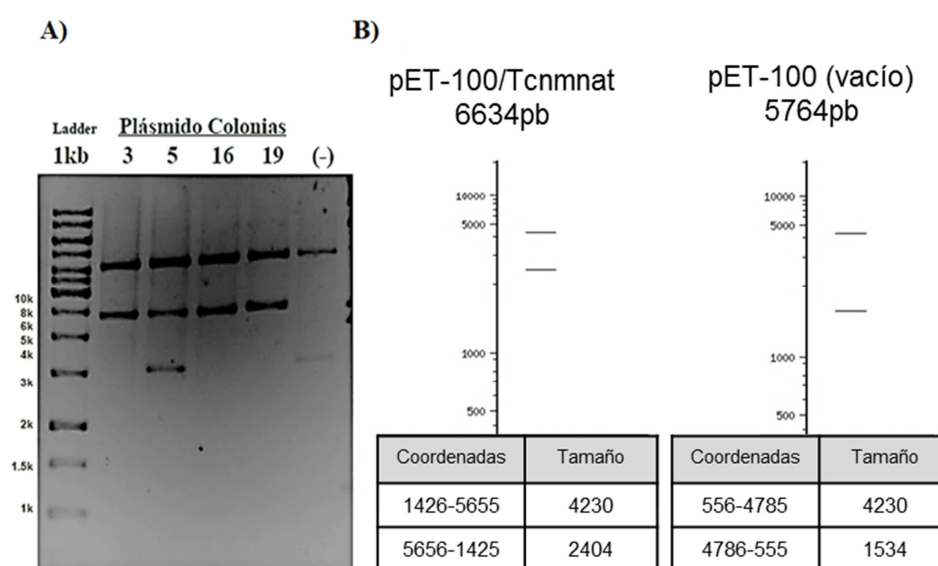 A)
Ladder Plásmido Colonias
1kb 3 5 16 19 (-)
10k
8k
6k
5k
4k
3k
2k
1.5k
1k
B)
pET-100/Tcnmnat
6634pb
10000
5000
1000
500
Coordenadas Tamaño
1426-5655 4230
5656-1425 2404
pET-100 (vacío)
5764pb
10000
5000
1000
500
Coordenadas Tamaño
556-4785 4230
4786-555 1534